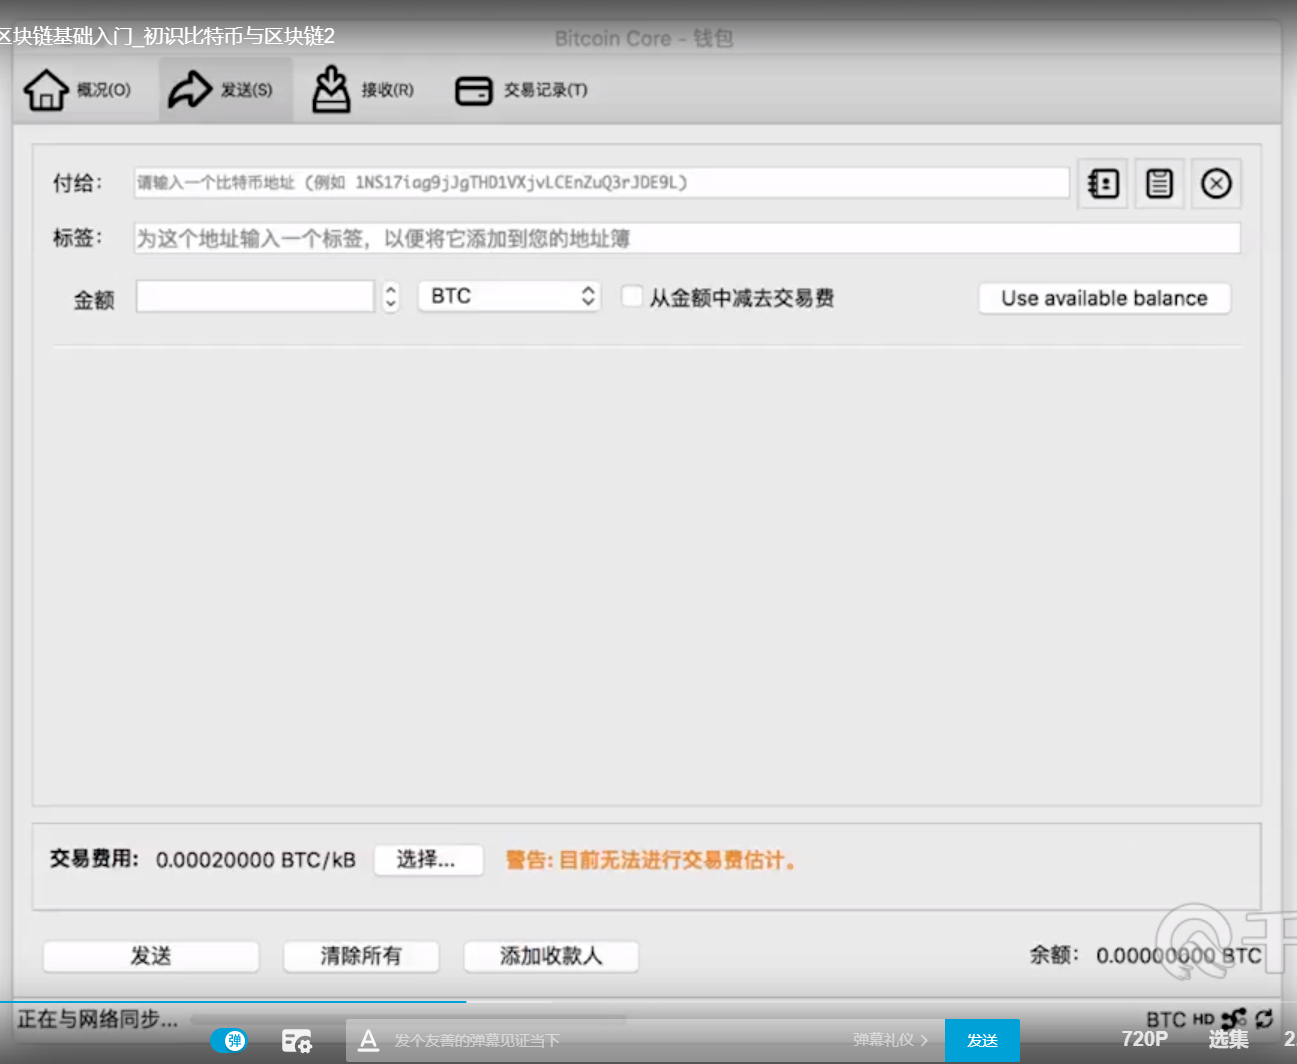 区块链基础入门_初识比特币与区块链2
Bitcoin Core - 钱包
概况(O) 发送(S) 接收(R) 交易记录(T)
付给： 请输入一个比特币地址 (例如 1NS17iag9jJgTHD1VXjvLCEnZuQ3rJDE9L)
标签： 为这个地址输入一个标签，以便将它添加到您的地址簿
金额 BTC 从金额中减去交易费 Use available balance
交易费用: 0.00020000 BTC/kB 选择... 警告: 目前无法进行交易费估计。
发送 清除所有 添加收款人 余额： 0.00000000 BTC
千
正在与网络同步... BTC HD
弹 A 发个友善的弹幕见证当下 弹幕礼仪 > 发送 720P 选集 2